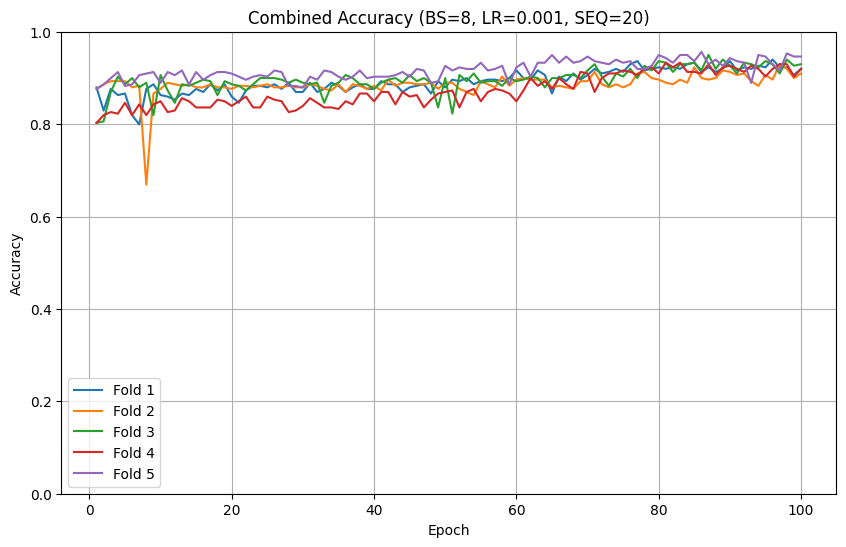 Combined Accuracy (BS=8, LR=0.001, SEQ=20)
1.0
0.8
0.6
0.4
0.2
0.0
Accuracy
Fold 1
Fold 2
Fold 3
Fold 4
Fold 5
0 20 40 60 80 100
Epoch